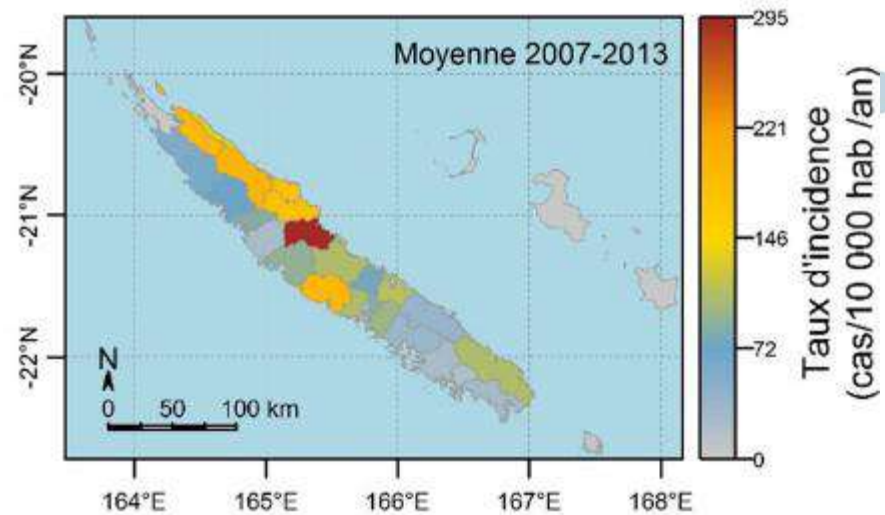 Moyenne 2007-2013
-20°N
-21°N
-22°N
N
0 50 100 km
164°E 165°E 166°E 167°E 168°E
295
221
146
72
0
Taux d'incidence
(cas/10 000 hab /an)